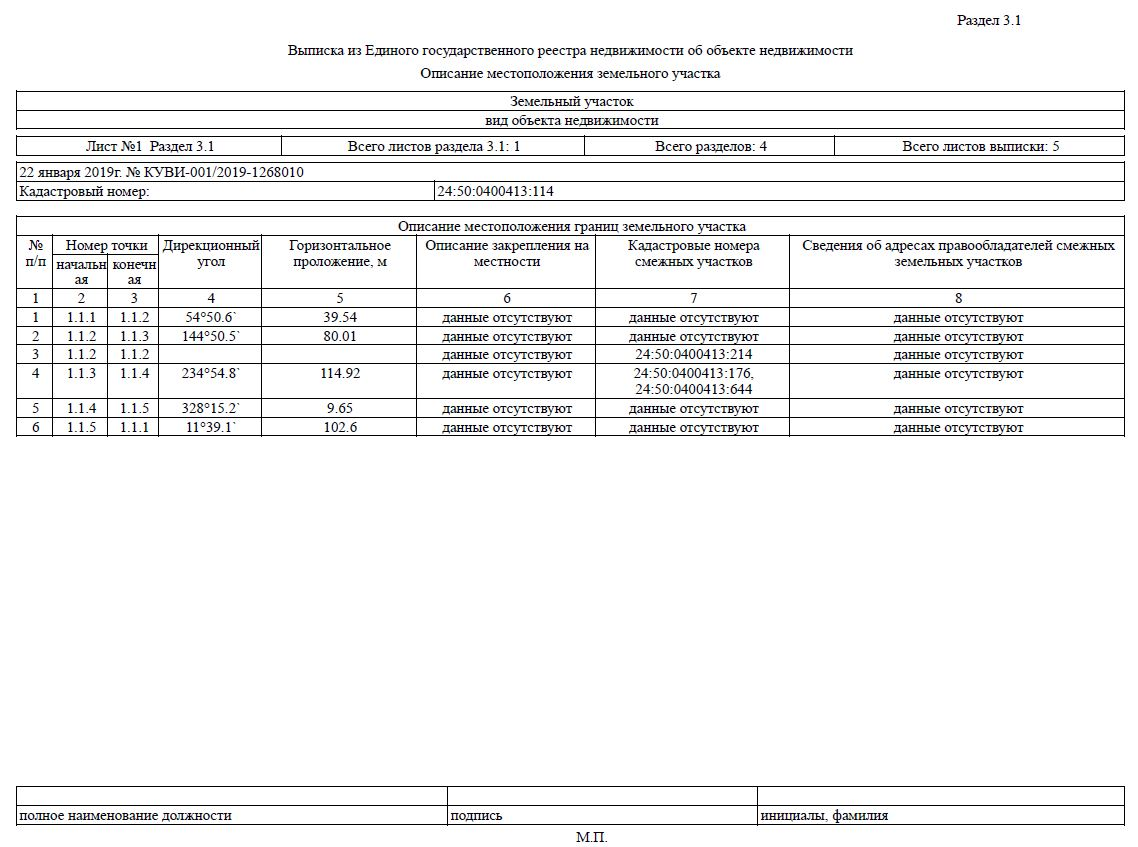 Раздел 3.1
Выписка из Единого государственного реестра недвижимости об объекте недвижимости
Описание местоположения земельного участка
Земельный участок
вид объекта недвижимости
Лист №1 Раздел 3.1 Всего листов раздела 3.1: 1 Всего разделов: 4 Всего листов выписки: 5
22 января 2019г. № КУВИ-001/2019-1268010
Кадастровый номер: 24:50:0400413:114
Описание местоположения границ земельного участка
№ Номер точки Дирекционный Горизонтальное Описание закрепления на Кадастровые номера Сведения об адресах правообладателей смежных
п/п начальн конечн угол проложение, м местности смежных участков земельных участков
ая ая
1 2 3 4 5 6 7 8
1 1.1.1 1.1.2 54°50.6` 39.54 данные отсутствуют данные отсутствуют данные отсутствуют
2 1.1.2 1.1.3 144°50.5` 80.01 данные отсутствуют данные отсутствуют данные отсутствуют
3 1.1.2 1.1.2 данные отсутствуют 24:50:0400413:214 данные отсутствуют
4 1.1.3 1.1.4 234°54.8` 114.92 данные отсутствуют 24:50:0400413:176, данные отсутствуют
24:50:0400413:644
5 1.1.4 1.1.5 328°15.2` 9.65 данные отсутствуют данные отсутствуют данные отсутствуют
6 1.1.5 1.1.1 11°39.1` 102.6 данные отсутствуют данные отсутствуют данные отсутствуют
полное наименование должности подпись инициалы, фамилия
М.П.